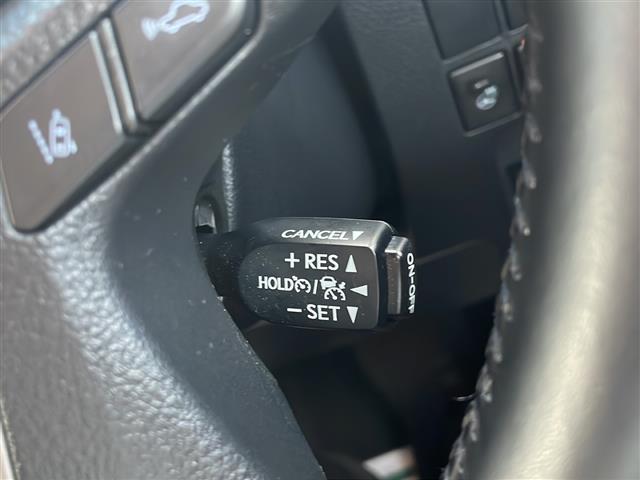 CANCEL▼
+ RES ▲
HOLD / ◀
− SET ▼
ON-OFF